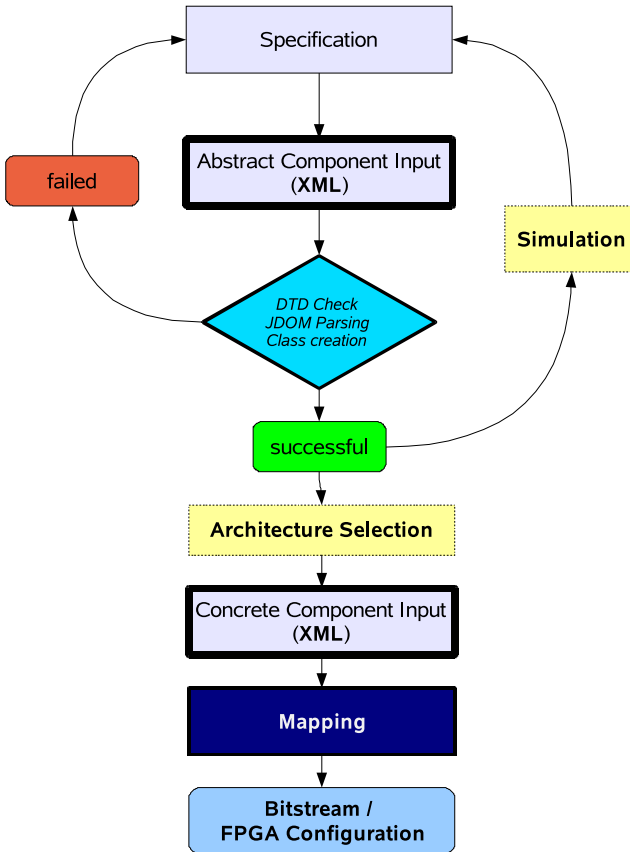 Specification
Abstract Component Input
(XML)
failed
Simulation
DTD Check
JDOM Parsing
Class creation
successful
Architecture Selection
Concrete Component Input
(XML)
Mapping
Bitstream /
FPGA Configuration